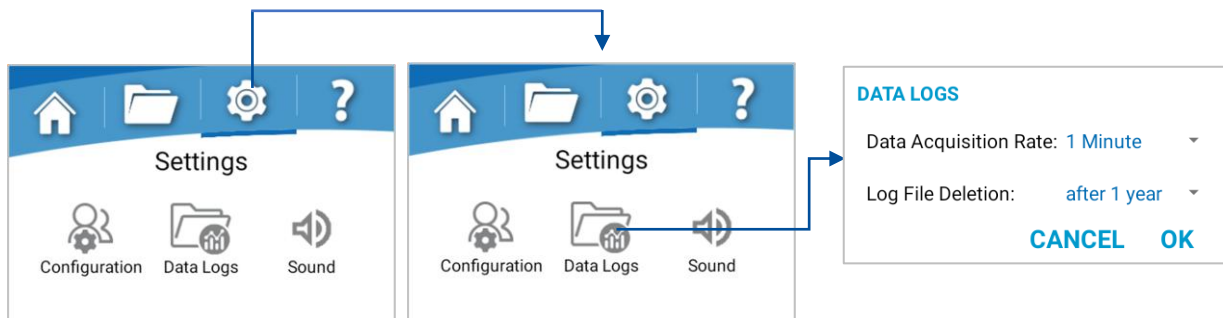 ?
Settings
Configuration Data Logs Sound
?
Settings
Configuration Data Logs Sound
DATA LOGS
Data Acquisition Rate: 1 Minute
Log File Deletion: after 1 year
CANCEL OK